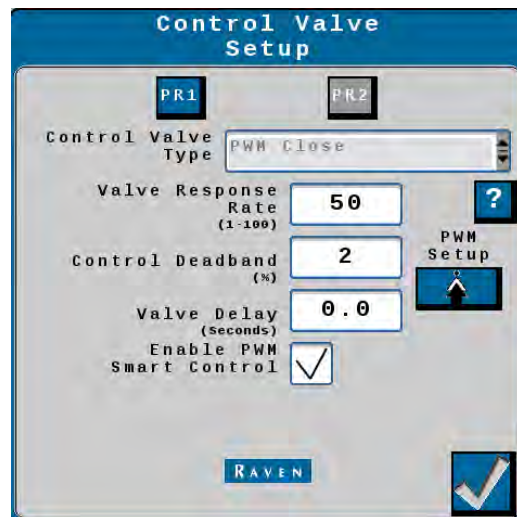 Control Valve
Setup
PR1
PR2
Control Valve
Type
PWM Close
Valve Response
Rate
(1-100)
50
?
Control Deadband
(%)
2
PWM
Setup
Valve Delay
(Seconds)
0.0
Enable PWM
Smart Control
RAVEN